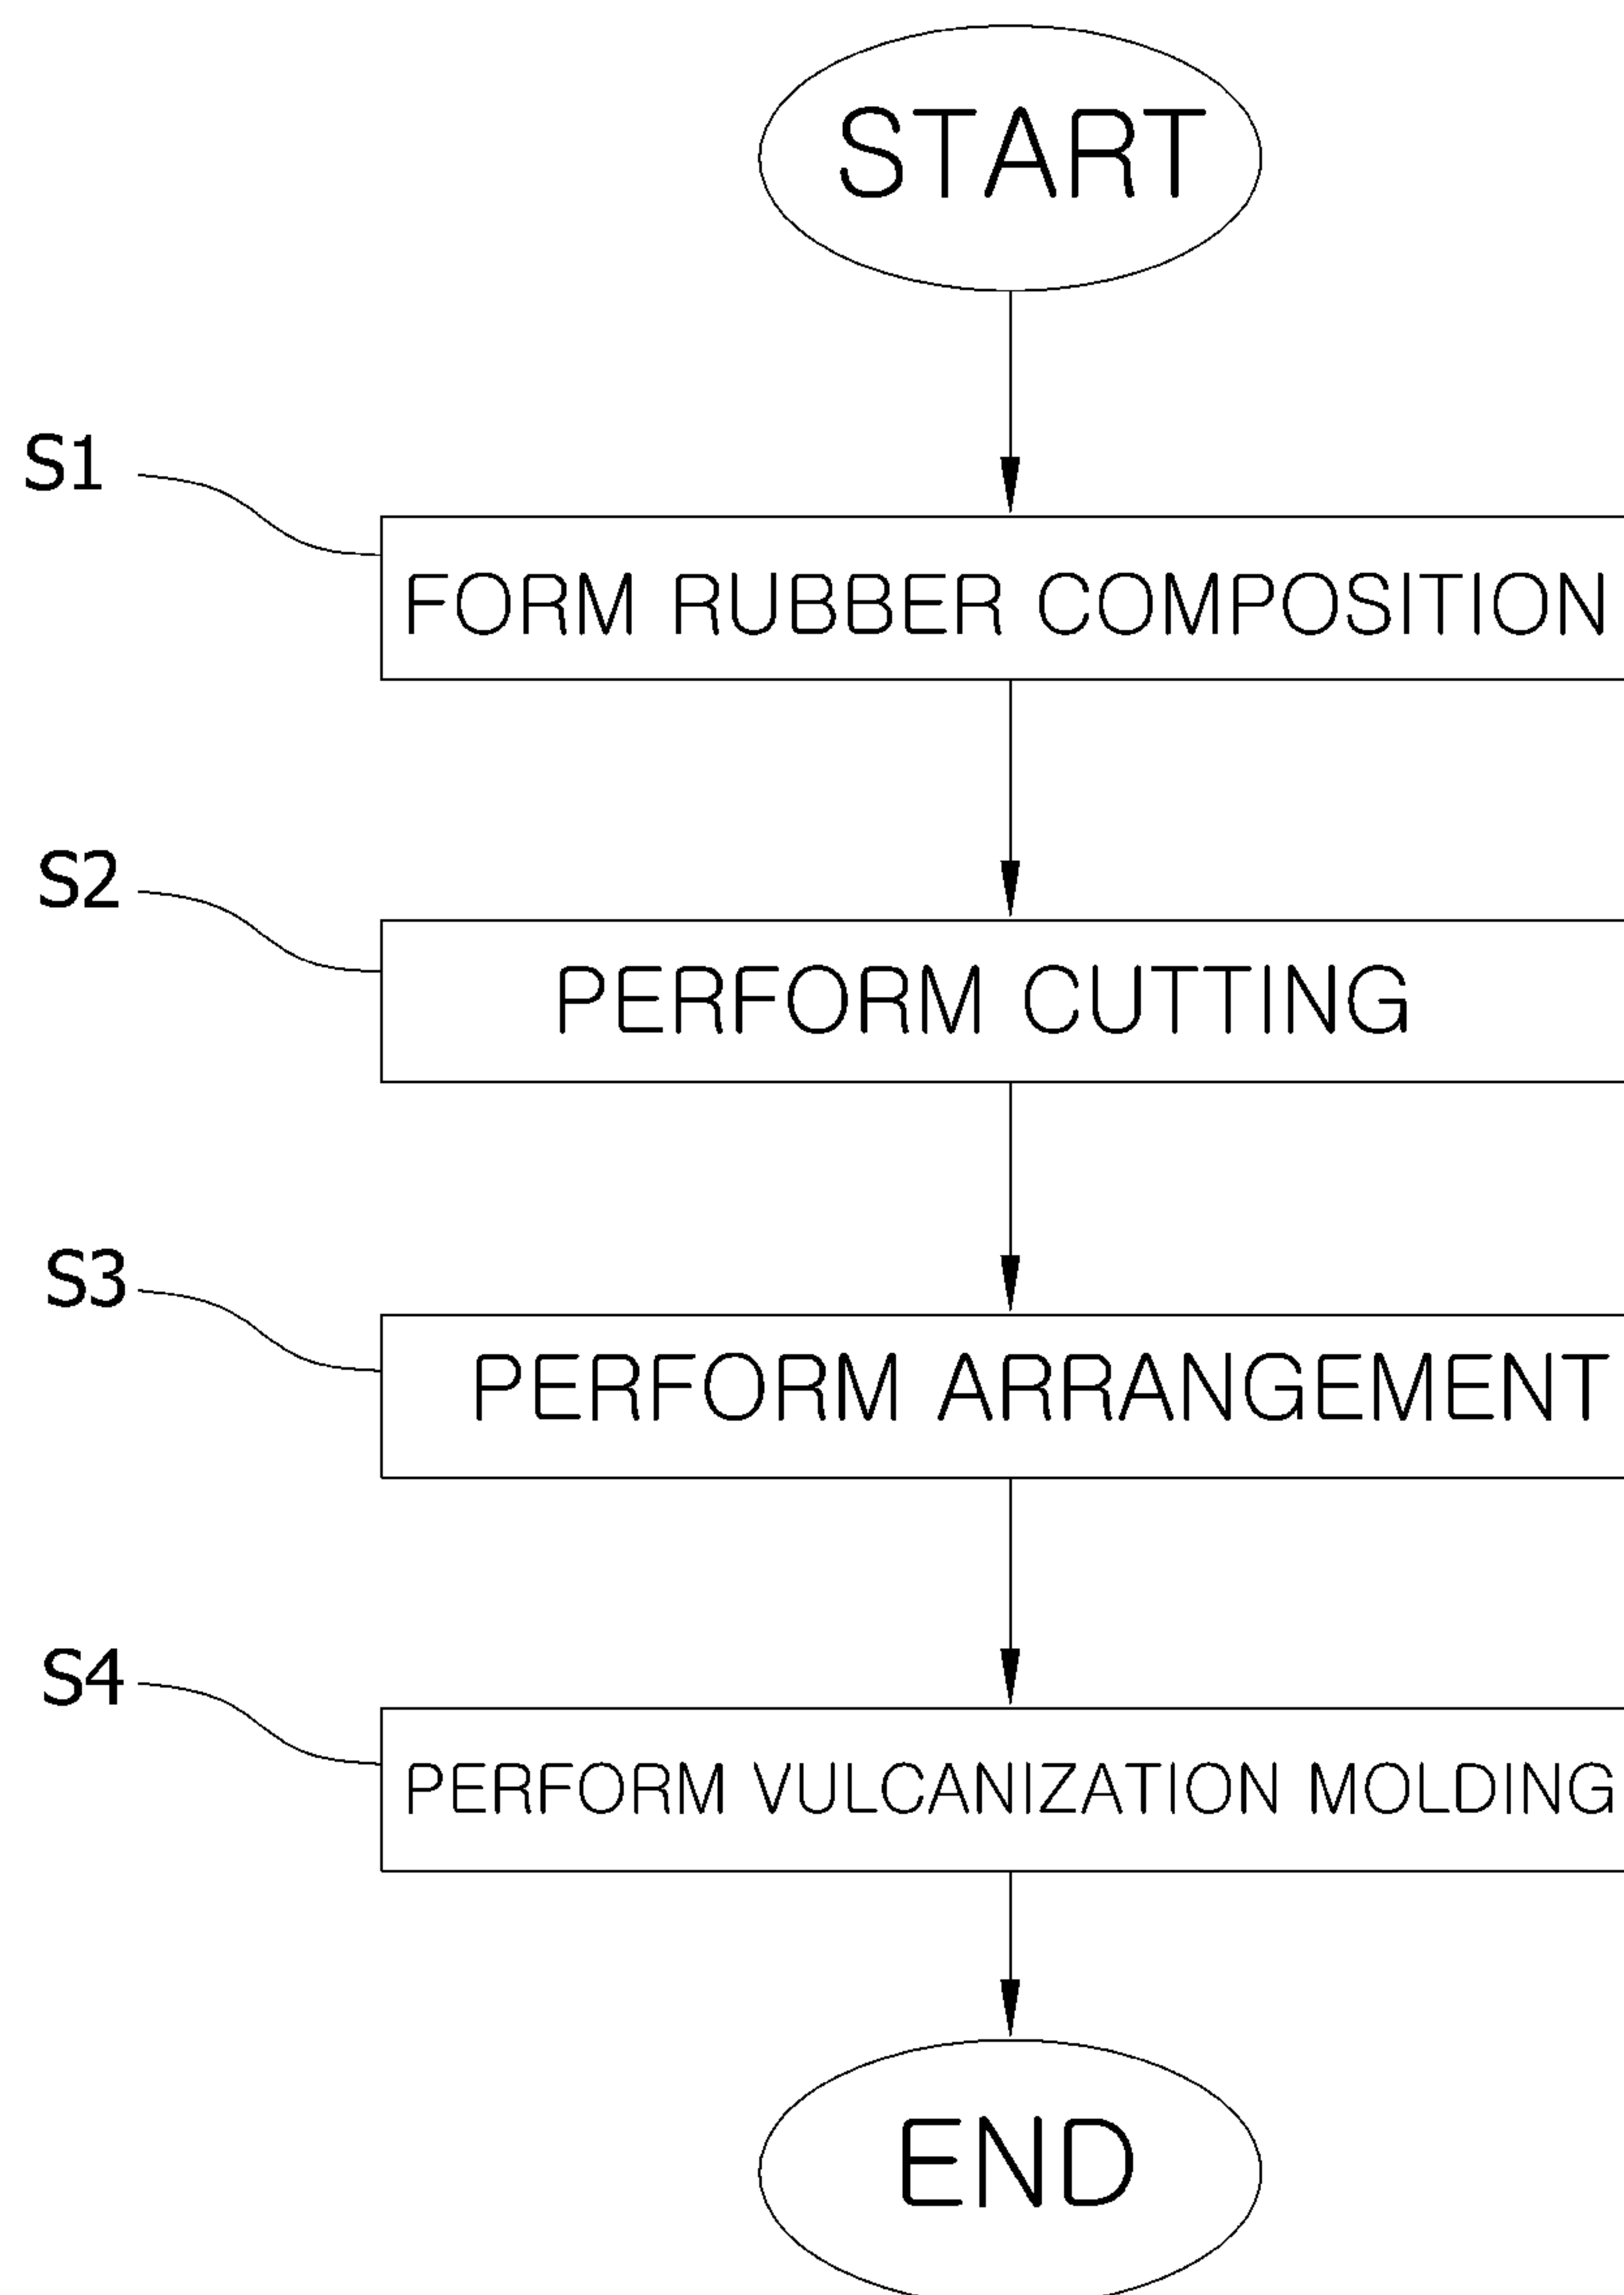 START
S1
FORM RUBBER COMPOSITION
S2
PERFORM CUTTING
S3
PERFORM ARRANGEMENT
S4
PERFORM VULCANIZATION MOLDING
END